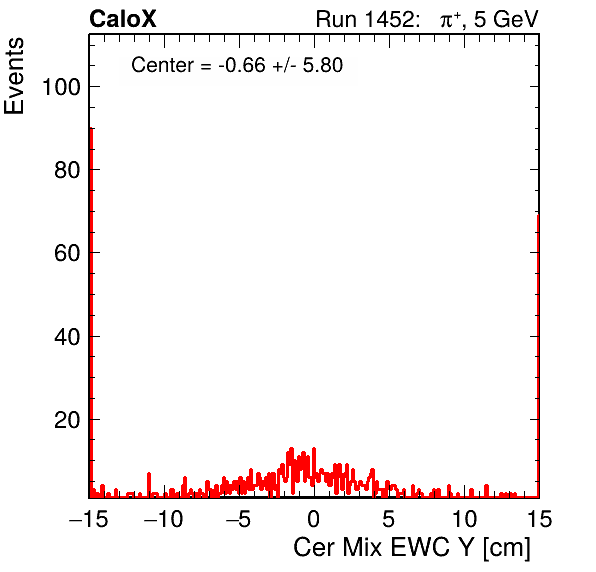 CaloX Run 1452: π⁺, 5 GeV
Center = -0.66 +/- 5.80
Events
100
80
60
40
20
−15 −10 −5 0 5 10 15
Cer Mix EWC Y [cm]